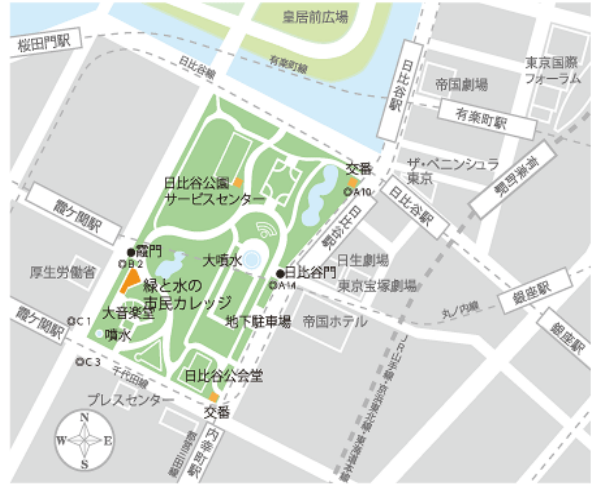 皇居前広場
桜田門駅
日比谷線
有楽町線
日比谷駅
東京国際
フォーラム
帝国劇場
有楽町駅
交番
A10
ザ・ペニンシュラ
東京
有楽町駅
日比谷公園
サービスセンター
日比谷駅
日比谷駅
霞ケ関駅
霞門
B2
大噴水
日比谷門
A14
日生劇場
東京宝塚劇場
厚生労働省
緑と水の
市民カレッジ
銀座駅
丸ノ内線
大音楽堂
噴水
地下駐車場
帝国ホテル
霞ケ関駅
C1
C3
銀座駅
JR山手線・京浜東北線・東海道本線
千代田線
日比谷公会堂
プレスセンター
交番
内幸町駅
都営三田線
N
W
E
S